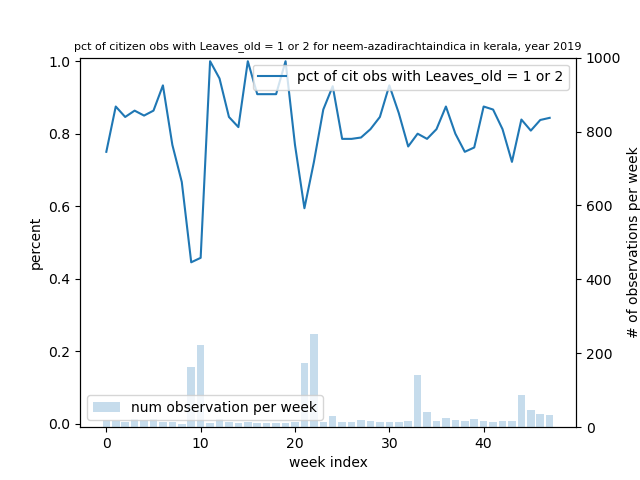 pct of citizen obs with Leaves_old = 1 or 2 for neem-azadirachtaindica in kerala, year 2019
pct of cit obs with Leaves_old = 1 or 2
1.0
0.8
0.6
0.4
0.2
0.0
percent
1000
800
600
400
200
0
# of observations per week
num observation per week
0 10 20 30 40
week index